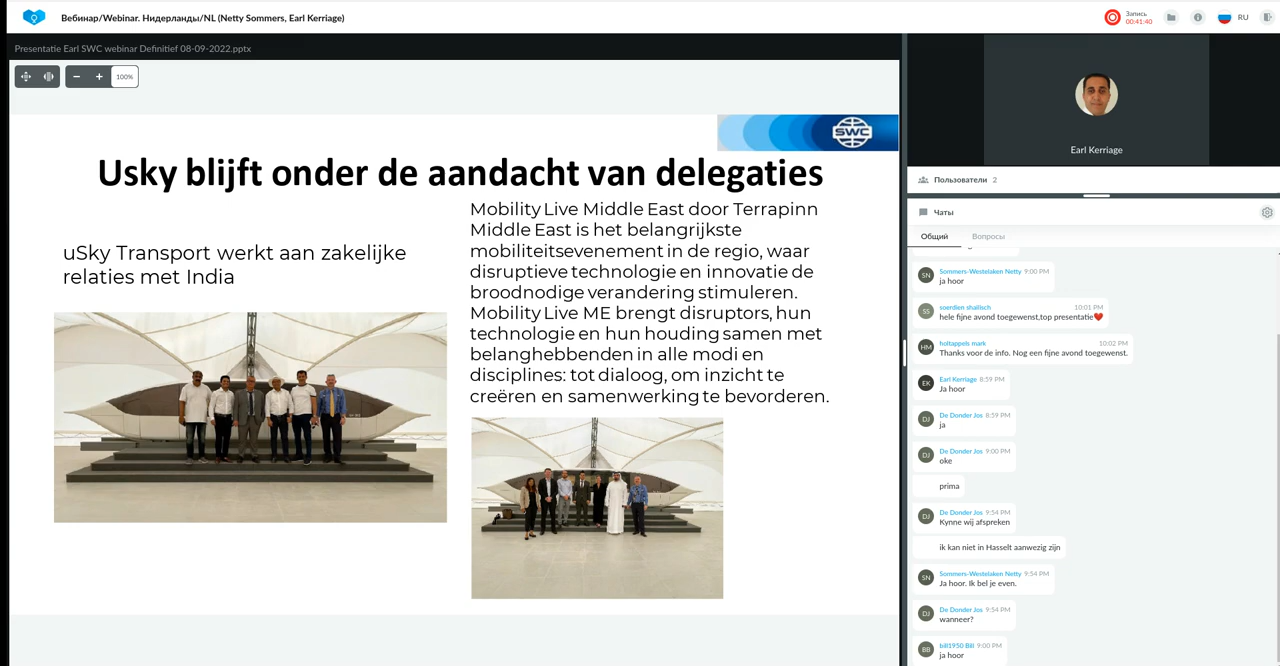 Вебинар/Webinar. Нидерланды/NL (Netty Sommers, Earl Kerriage)
Запись
00:41:40
RU
Presentatie Earl SWC webinar Definitief 08-09-2022.pptx
100%
SWC
Usky blijft onder de aandacht van delegaties
uSky Transport werkt aan zakelijke
relaties met India
Mobility Live Middle East door Terrapinn
Middle East is het belangrijkste
mobiliteitsevenement in de regio, waar
disruptieve technologie en innovatie de
broodnodige verandering stimuleren.
Mobility Live ME brengt disruptors, hun
technologie en hun houding samen met
belanghebbenden in alle modi en
disciplines: tot dialoog, om inzicht te
creëren en samenwerking te bevorderen.
Earl Kerriage
Пользователи 2
Чаты
Общий Вопросы
SN Sommers-Westelaken Netty 9:00 PM
ja hoor
SS soerdien shailisch 10:01 PM
hele fijne avond toegewenst,top presentatie❤️
HM holtappels mark 10:02 PM
Thanks voor de info. Nog een fijne avond toegewenst.
EK Earl Kerriage 8:59 PM
Ja hoor
DJ De Donder Jos 8:59 PM
ja
DJ De Donder Jos 9:00 PM
oke
prima
DJ De Donder Jos 9:54 PM
Kynne wij afspreken
ik kan niet in Hasselt aanwezig zijn
SN Sommers-Westelaken Netty 9:54 PM
Ja hoor. Ik bel je even.
DJ De Donder Jos 9:54 PM
wanneer?
BB bill1950 Bill 9:00 PM
ja hoor